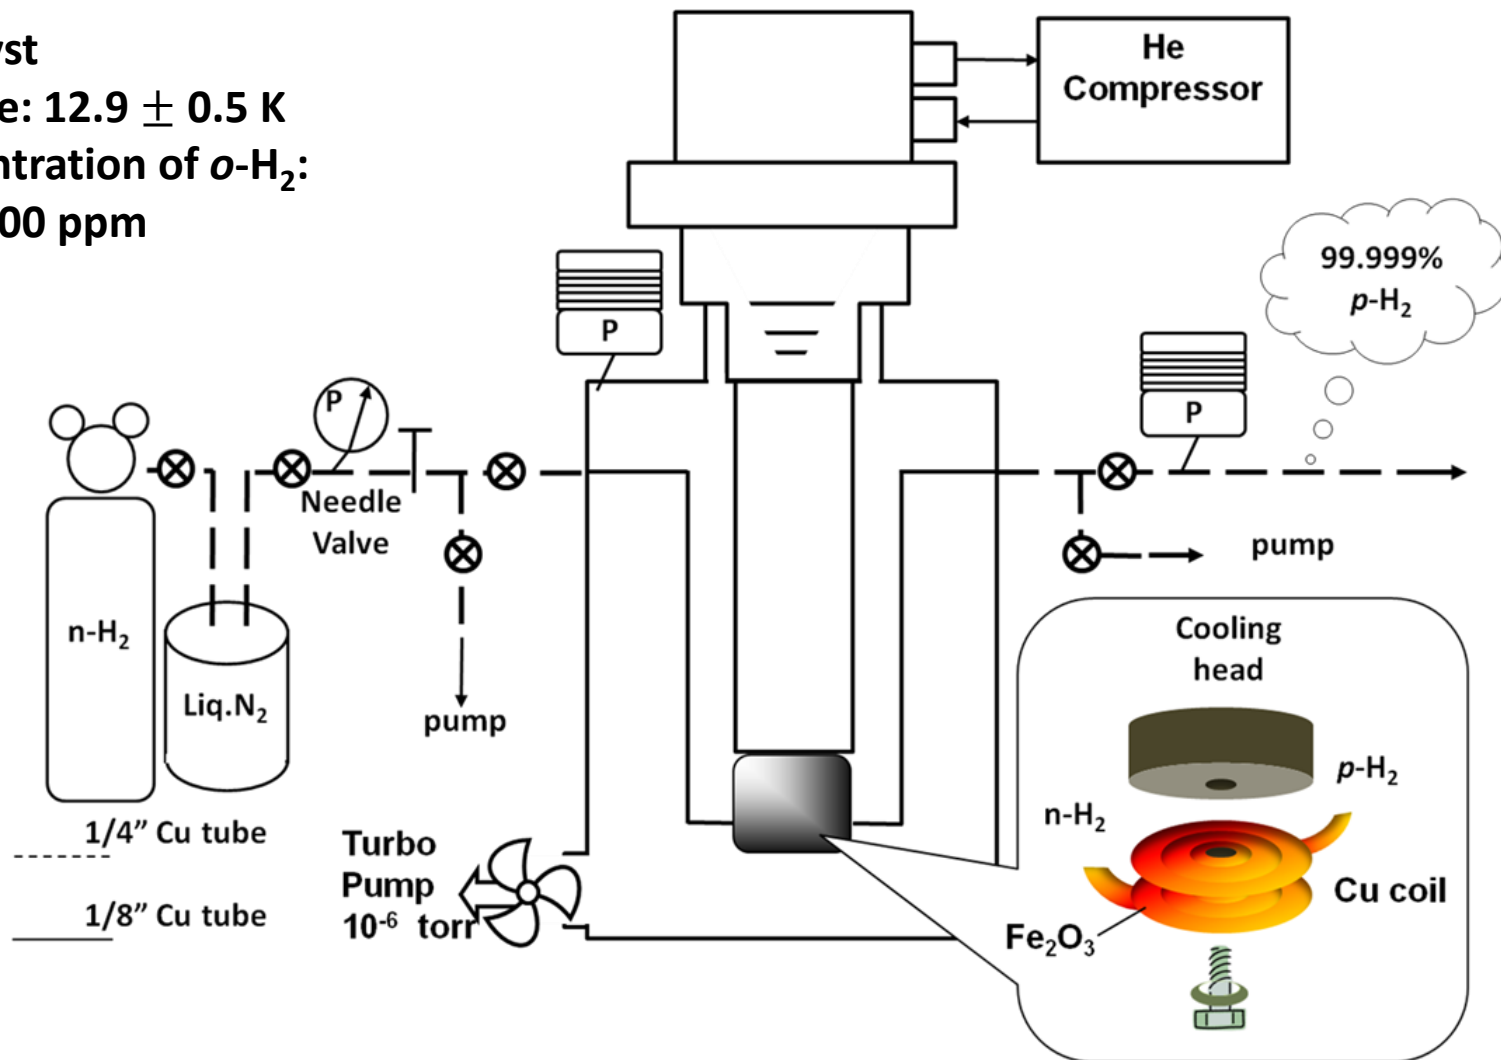 yst
e: 12.9 ± 0.5 K
ntration of o-H₂:
00 ppm
He
Compressor
99.999%
p-H₂
P
P
P
Needle
Valve
n-H₂
Liq.N₂
pump
pump
1/4” Cu tube
1/8” Cu tube
Turbo
Pump
10⁻⁶ torr
Cooling
head
p-H₂
n-H₂
Cu coil
Fe₂O₃